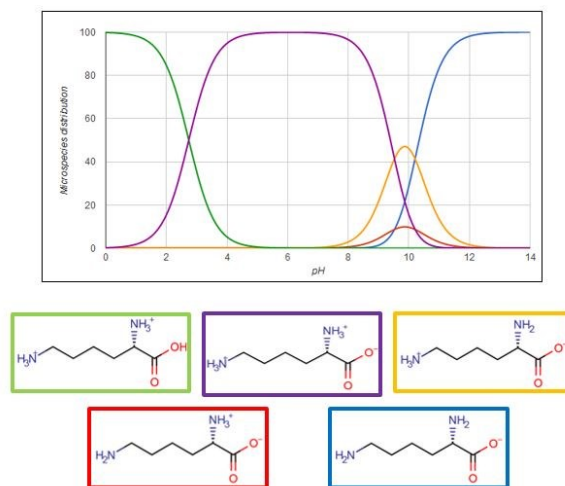 100
80
60
40
20
0
Microspecies distribution
0 2 4 6 8 10 12 14
pH
NH₃⁺ NH₃⁺ NH₂
H₃N⁺ OH H₃N⁺ O⁻ H₃N⁺ O⁻
O O O
NH₃⁺ NH₂
H₂N O⁻ H₂N O⁻
O O